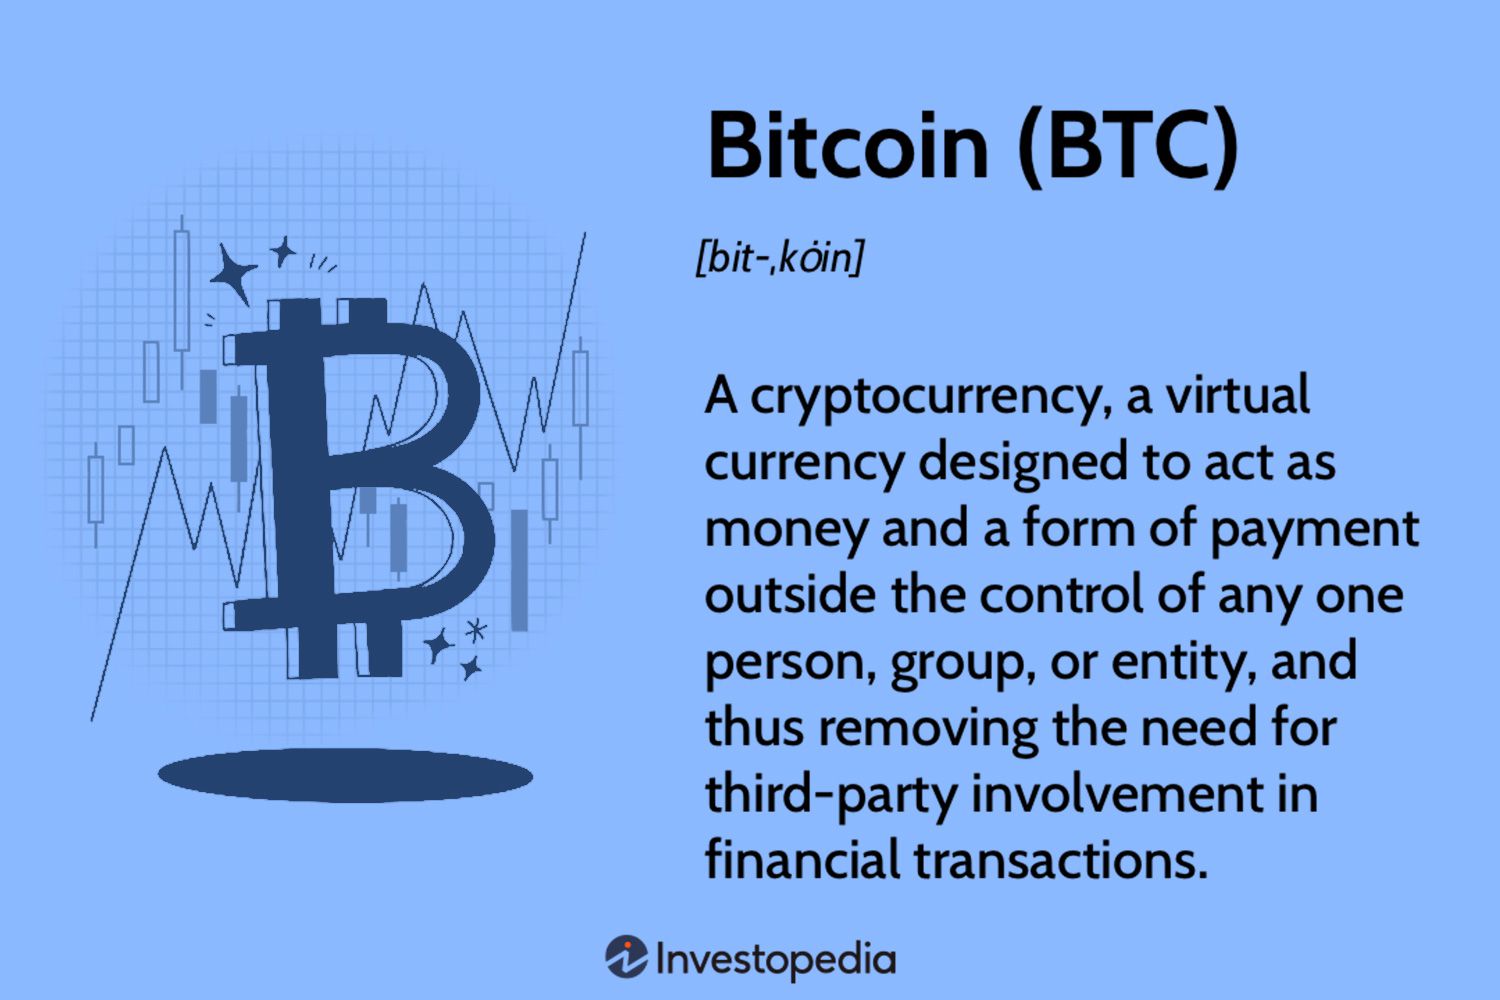 Bitcoin (BTC)
[bit-ˌkȯin]
A cryptocurrency, a virtual
currency designed to act as
money and a form of payment
outside the control of any one
person, group, or entity, and
thus removing the need for
third-party involvement in
financial transactions.
Investopedia